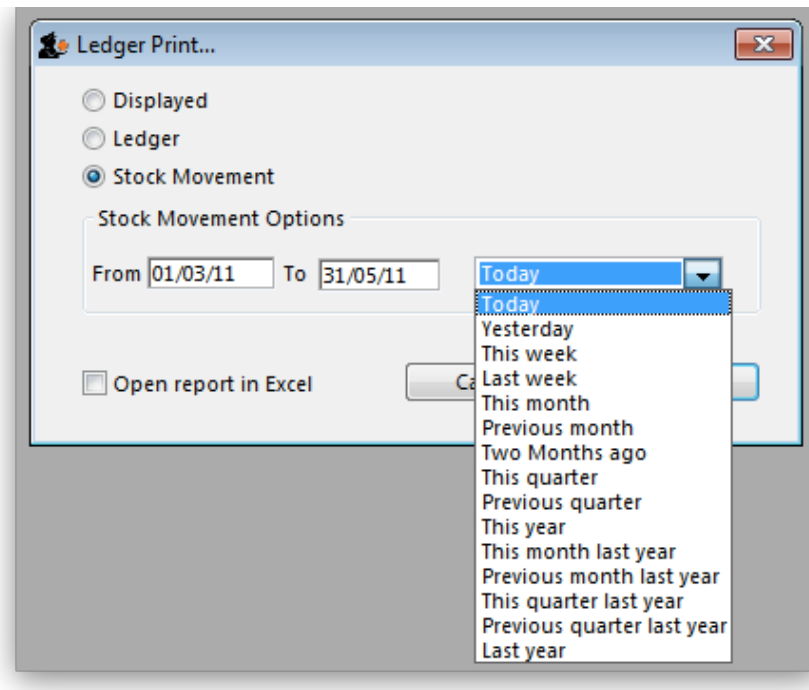 Ledger Print...
Displayed
Ledger
Stock Movement
Stock Movement Options
From 01/03/11 To 31/05/11 Today
Today
Yesterday
This week
Last week
Open report in Excel
This month
Previous month
Two Months ago
This quarter
Previous quarter
This year
This month last year
Previous month last year
This quarter last year
Previous quarter last year
Last year